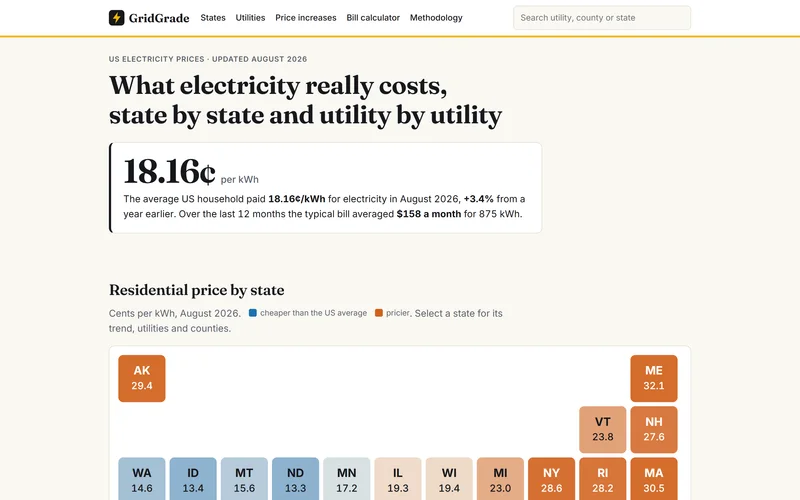 GridGrade States Utilities Price increases Bill calculator Methodology Search utility, county or state
US ELECTRICITY PRICES · UPDATED AUGUST 2026
What electricity really costs,
state by state and utility by utility
18.16¢ per kWh
The average US household paid 18.16¢/kWh for electricity in August 2026, +3.4% from a
year earlier. Over the last 12 months the typical bill averaged $158 a month for 875 kWh.
Residential price by state
Cents per kWh, August 2026. cheaper than the US average pricier. Select a state for its
trend, utilities and counties.
AK ME
29.4 32.1
VT NH
23.8 27.6
WA ID MT ND MN IL WI MI NY RI MA
14.6 13.4 15.6 13.3 17.2 19.3 19.4 23.0 28.6 28.2 30.5